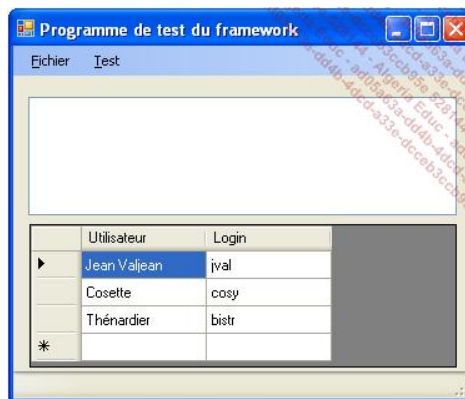 Programme de test du framework
Fichier Test
Utilisateur Login
Jean Valjean jval
Cosette cosy
Thénardier bistr